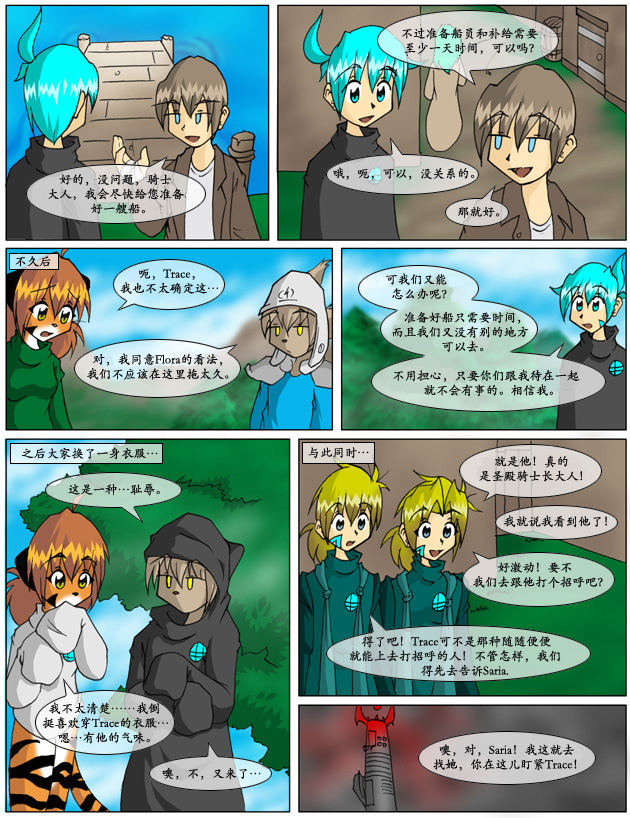 好的，没问题，骑士
大人，我会尽快给您准备
好一艘船。
不过准备船员和补给需要
至少一天时间，可以吗？
哦，呃，可以，没关系的。
那就好。
不久后
呃，Trace，
我也不太确定这…
对，我同意Flora的看法，
我们不应该在这里拖太久。
可我们又能
怎么办呢？
准备好船只需要时间，
而且我们又没有别的地方
可以去。
不用担心，只要你们跟我待在一起
就不会有事的。相信我。
之后大家换了一身衣服…
这是一种…耻辱。
我不太清楚……我倒
挺喜欢穿Trace的衣服…
嗯…有他的气味。
噢，不，又来了…
与此同时…
就是他！真的
是圣殿骑士长大人！
我就说我看到他了！
好激动！要不
我们去跟他打个招呼吧？
得了吧！Trace可不是那种随随便便
就能上去打招呼的人！不管怎样，我们
得先去告诉Saria.
噢，对，Saria！我这就去
找她，你在这儿盯紧Trace！